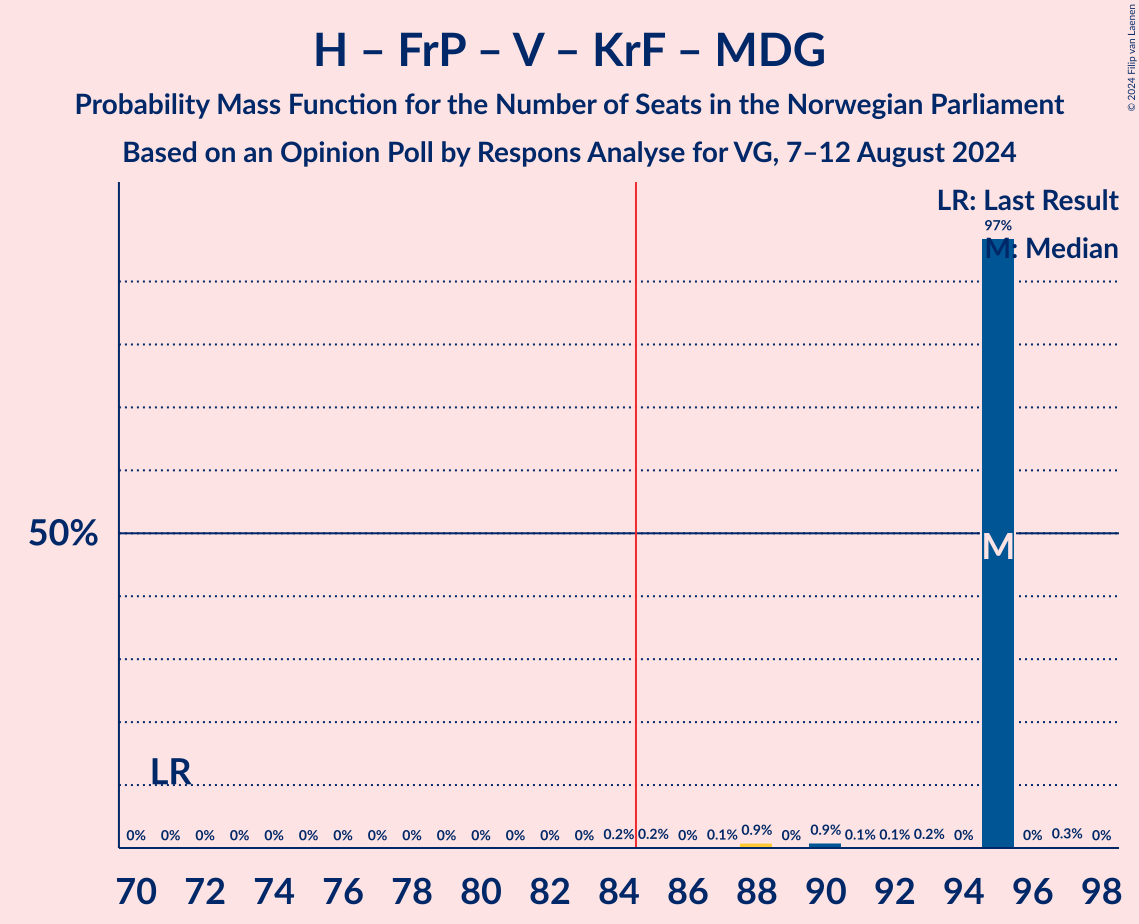 H – FrP – V – KrF – MDG
Probability Mass Function for the Number of Seats in the Norwegian Parliament
Based on an Opinion Poll by Respons Analyse for VG, 7–12 August 2024
© 2024 Filip van Laenen
LR: Last Result
97%
M: Median
50%
M
LR
0% 0% 0% 0% 0% 0% 0% 0% 0% 0% 0% 0% 0% 0% 0.2% 0.2% 0% 0.1% 0.9% 0% 0.9% 0.1% 0.1% 0.2% 0% 0% 0.3% 0%
70 72 74 76 78 80 82 84 86 88 90 92 94 96 98